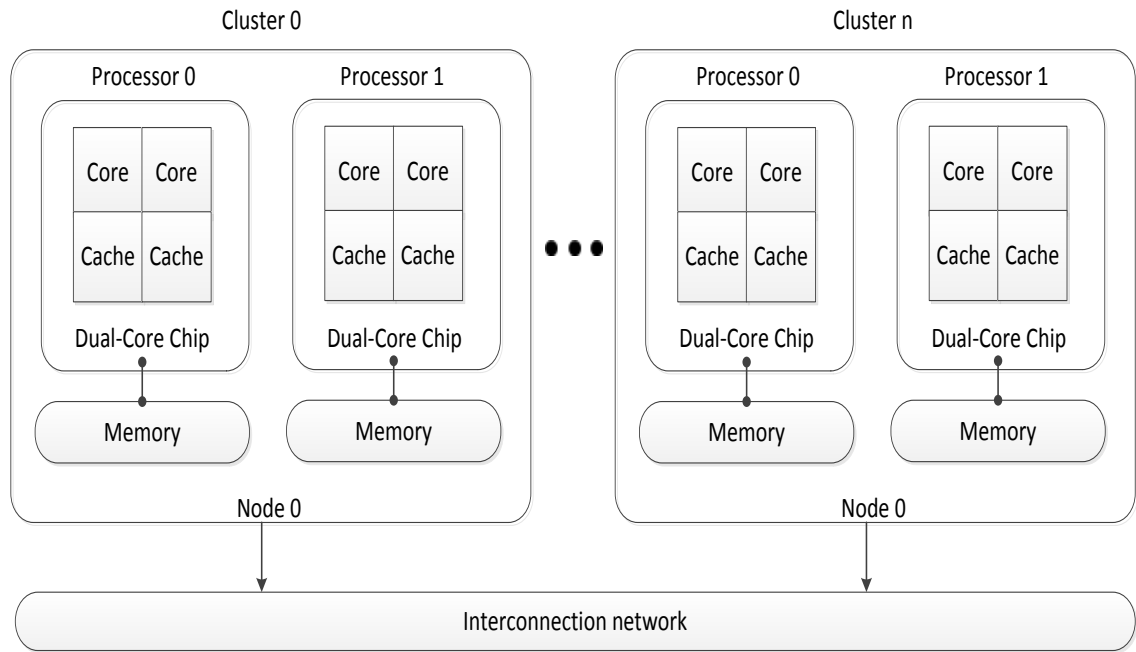 Cluster 0
Cluster n
Processor 0
Processor 1
Processor 0
Processor 1
Core Core
Core Core
Core Core
Core Core
Cache Cache
Cache Cache
Cache Cache
Cache Cache
Dual-Core Chip
Dual-Core Chip
Dual-Core Chip
Dual-Core Chip
Memory
Memory
Memory
Memory
Node 0
Node 0
Interconnection network